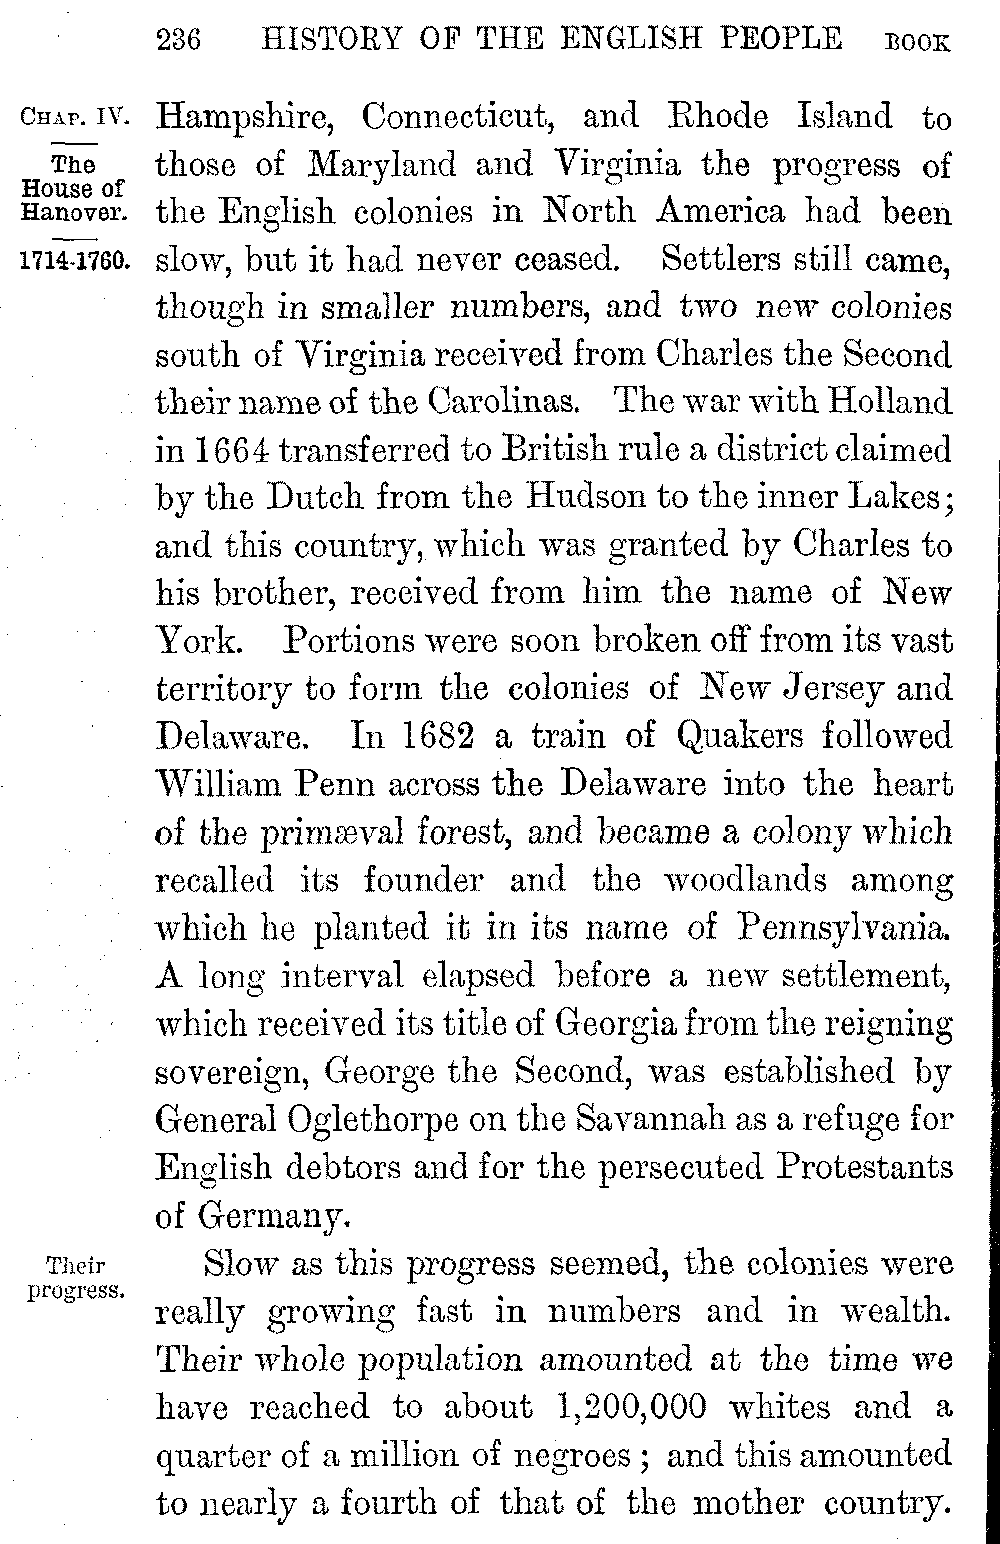 236 HISTORY OF THE ENGLISH PEOPLE BOOK
CHAP. IV.
The
House of
Hanover.
1714-1760.
Hampshire, Connecticut, and Rhode Island to
those of Maryland and Virginia the progress of
the English colonies in North America had been
slow, but it had never ceased. Settlers still came,
though in smaller numbers, and two new colonies
south of Virginia received from Charles the Second
their name of the Carolinas. The war with Holland
in 1664 transferred to British rule a district claimed
by the Dutch from the Hudson to the inner Lakes;
and this country, which was granted by Charles to
his brother, received from him the name of New
York. Portions were soon broken off from its vast
territory to form the colonies of New Jersey and
Delaware. In 1682 a train of Quakers followed
William Penn across the Delaware into the heart
of the primæval forest, and became a colony which
recalled its founder and the woodlands among
which he planted it in its name of Pennsylvania.
A long interval elapsed before a new settlement,
which received its title of Georgia from the reigning
sovereign, George the Second, was established by
General Oglethorpe on the Savannah as a refuge for
English debtors and for the persecuted Protestants
of Germany.
Their
progress.
Slow as this progress seemed, the colonies were
really growing fast in numbers and in wealth.
Their whole population amounted at the time we
have reached to about 1,200,000 whites and a
quarter of a million of negroes ; and this amounted
to nearly a fourth of that of the mother country.